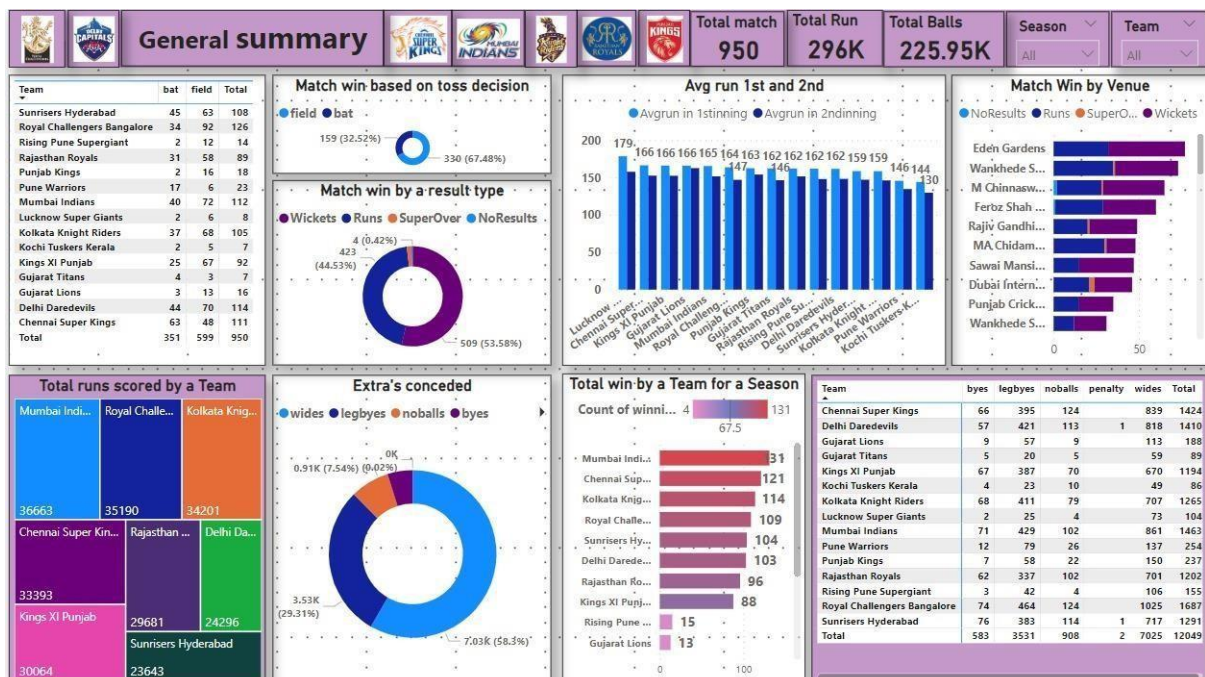 General summary
CHENNAI SUPER KINGS
MUMBAI INDIANS
RAJASTHAN ROYALS
KINGS
DELHI CAPITALS
Total match
950
Total Run
296K
Total Balls
225.95K
Season
All
Team
All
Team bat field Total
Sunrisers Hyderabad 45 63 108
Royal Challengers Bangalore 34 92 126
Rising Pune Supergiant 2 12 14
Rajasthan Royals 31 58 89
Punjab Kings 2 16 18
Pune Warriors 17 6 23
Mumbai Indians 40 72 112
Lucknow Super Giants 2 6 8
Kolkata Knight Riders 37 68 105
Kochi Tuskers Kerala 2 5 7
Kings XI Punjab 25 67 92
Gujarat Titans 4 3 7
Gujarat Lions 3 13 16
Delhi Daredevils 44 70 114
Chennai Super Kings 63 48 111
Total 351 599 950
Match win based on toss decision
field bat
159 (32.52%)
330 (67.48%)
Match win by a result type
Wickets Runs SuperOver NoResults
4 (0.42%)
423
(44.53%)
509 (53.58%)
Avg run 1st and 2nd
Avgrun in 1stinning Avgrun in 2ndinning
200
150
100
50
0
179 166 166 166 165 164 163 162 162 162 162 159 159 146 144
147 146 130
Lucknow ...
Chennai Super...
Kings XI Punjab
Gujarat Lions
Mumbai Indians
Royal Challeng...
Punjab Kings
Gujarat Titans
Rajasthan Royals
Rising Pune Su...
Delhi Daredevils
Sunrisers Hyder...
Kolkata Knight ...
Pune Warriors
Kochi Tuskers K...
Match Win by Venue
NoResults Runs SuperO... Wickets
Eden Gardens
Wankhede S...
M Chinnasw...
Feroz Shah ...
Rajiv Gandhi...
MA Chidam...
Sawai Mansi...
Dubai Intern...
Punjab Crick...
Wankhede S...
0 50
Total runs scored by a Team
Mumbai Indi...
36663
Royal Challe...
35190
Kolkata Knig...
34201
Chennai Super Kin...
33393
Rajasthan ...
29681
Delhi Da...
24296
Kings XI Punjab
30064
Sunrisers Hyderabad
23643
Extra's conceded
wides legbyes noballs byes
0K
0.91K (7.54%) (0.02%)
3.53K
(29.31%)
7.03K (58.3%)
Total win by a Team for a Season
Count of winni... 4 131
67.5
Mumbai Indi... 131
Chennai Sup... 121
Kolkata Knig... 114
Royal Challe... 109
Sunrisers Hy... 104
Delhi Darede... 103
Rajasthan Ro... 96
Kings XI Punj... 88
Rising Pune ... 15
Gujarat Lions 13
0 100
Team byes legbyes noballs penalty wides Total
Chennai Super Kings 66 395 124 839 1424
Delhi Daredevils 57 421 113 1 818 1410
Gujarat Lions 9 57 9 113 188
Gujarat Titans 5 20 5 59 89
Kings XI Punjab 67 387 70 670 1194
Kochi Tuskers Kerala 4 23 10 49 86
Kolkata Knight Riders 68 411 79 707 1265
Lucknow Super Giants 2 25 4 73 104
Mumbai Indians 71 429 102 861 1463
Pune Warriors 12 79 26 137 254
Punjab Kings 7 58 22 150 237
Rajasthan Royals 62 337 102 701 1202
Rising Pune Supergiant 3 42 4 106 155
Royal Challengers Bangalore 74 464 124 1025 1687
Sunrisers Hyderabad 76 383 114 1 717 1291
Total 583 3531 908 2 7025 12049